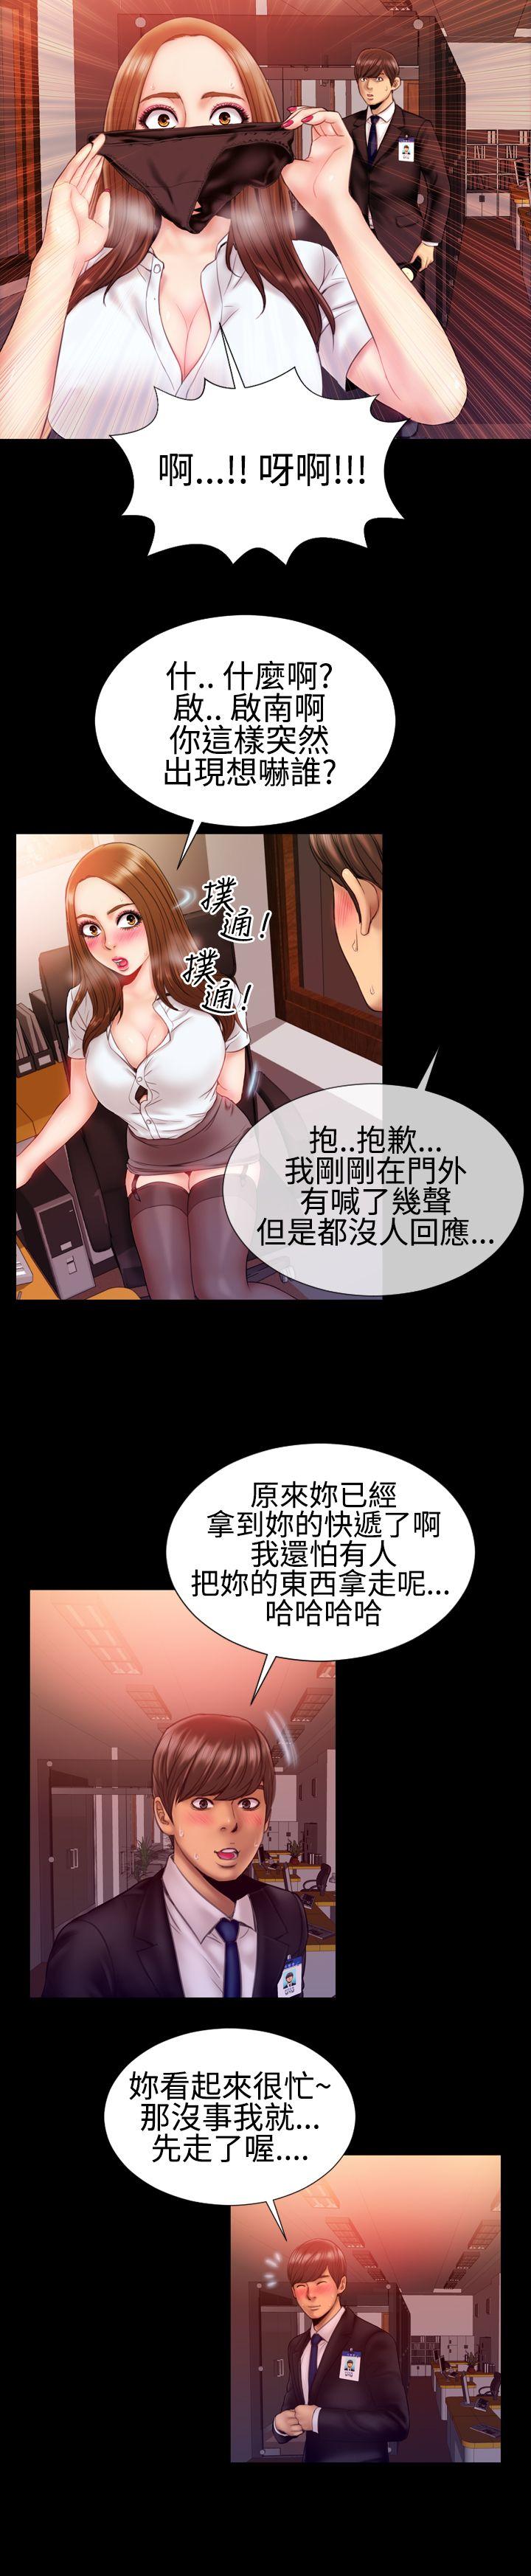 啊...!! 呀啊!!!
什.. 什麼啊?
啟.. 啟南啊
你這樣突然
出現想嚇誰?
撲
通!
撲
通!
抱..抱歉...
我剛剛在門外
有喊了幾聲
但是都沒人回應...
原來妳已經
拿到妳的快遞了啊
我還怕有人
把妳的東西拿走呢...
哈哈哈哈
妳看起來很忙~
那沒事我就...
先走了喔....